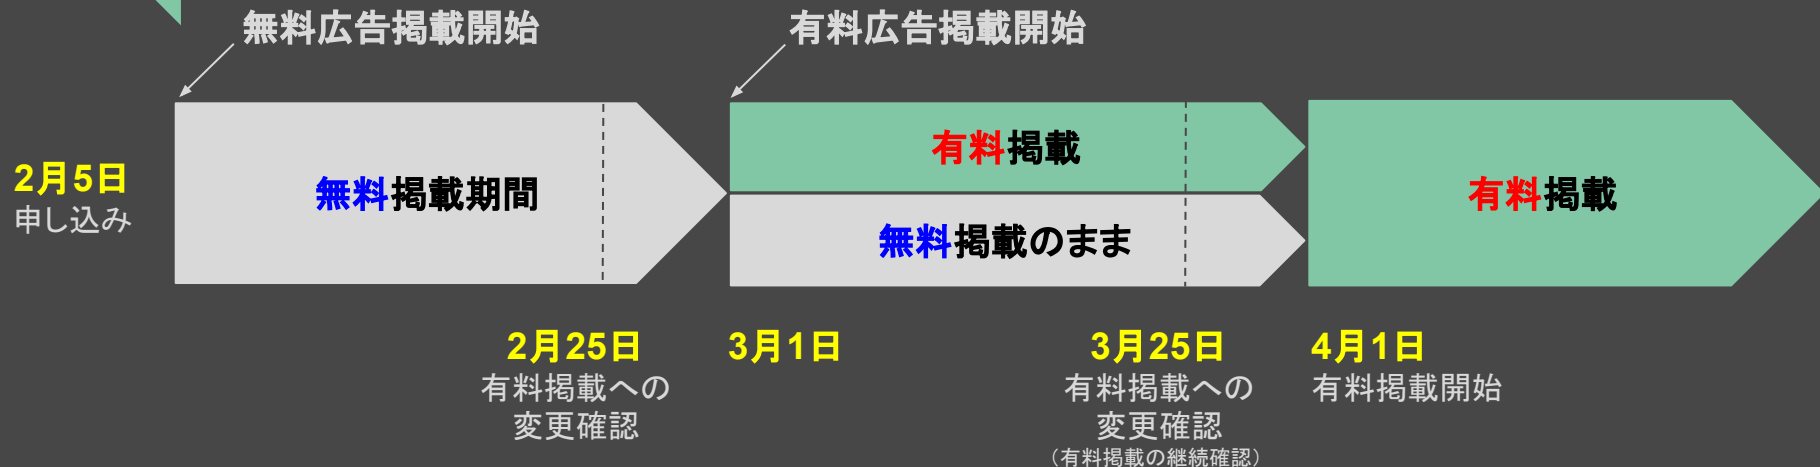 無料広告掲載開始
有料広告掲載開始
2月5日
申し込み
無料掲載期間
有料掲載
無料掲載のまま
有料掲載
2月25日
有料掲載への
変更確認
3月1日
3月25日
有料掲載への
変更確認
(有料掲載の継続確認)
4月1日
有料掲載開始